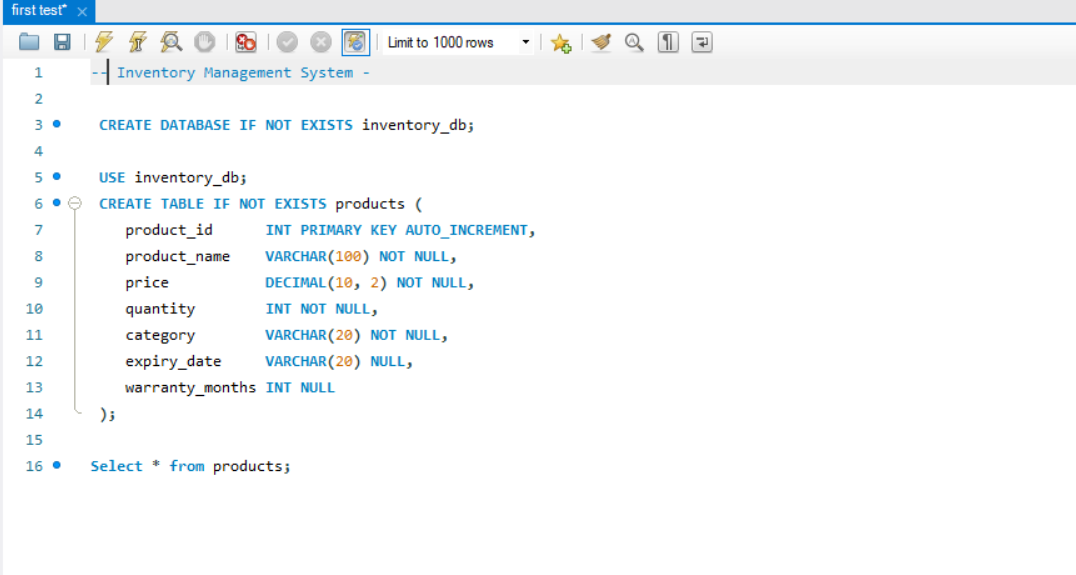 first test*
Limit to 1000 rows
1 -- Inventory Management System -
2
3 CREATE DATABASE IF NOT EXISTS inventory_db;
4
5 USE inventory_db;
6 CREATE TABLE IF NOT EXISTS products (
7 product_id INT PRIMARY KEY AUTO_INCREMENT,
8 product_name VARCHAR(100) NOT NULL,
9 price DECIMAL(10, 2) NOT NULL,
10 quantity INT NOT NULL,
11 category VARCHAR(20) NOT NULL,
12 expiry_date VARCHAR(20) NULL,
13 warranty_months INT NULL
14 );
15
16 Select * from products;